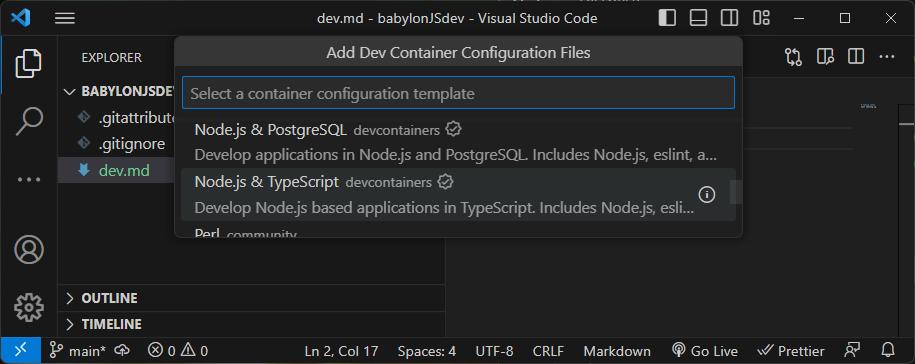 dev.md - babylonJSdev - Visual Studio Code
Add Dev Container Configuration Files
EXPLORER
Select a container configuration template
BABYLONJSDE
Node.js & PostgreSQL devcontainers
.gitattribute
Develop applications in Node.js and PostgreSQL. Includes Node.js, eslint, a...
.gitignore
Node.js & TypeScript devcontainers
dev.md
Develop Node.js based applications in TypeScript. Includes Node.js, esli...
Perl community
OUTLINE
TIMELINE
main* 0 0 Ln 2, Col 17 Spaces: 4 UTF-8 CRLF Markdown Go Live Prettier